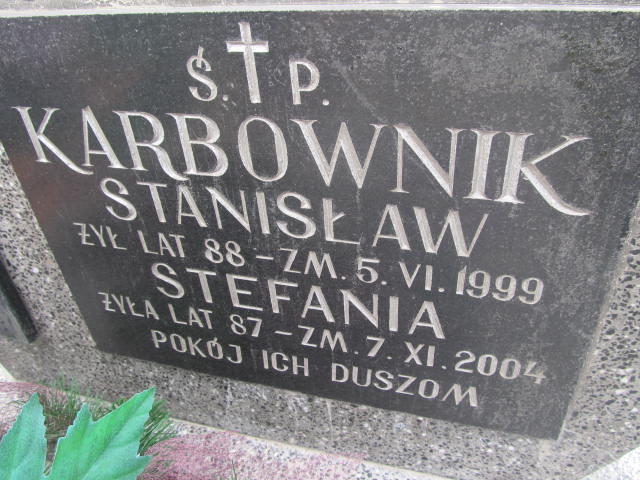 Ś. P.
KARBOWNIK
STANISŁAW
ŻYŁ LAT 88 - ZM. 5. VI. 1999
STEFANIA
ŻYŁA LAT 87 - ZM. 7. XI. 2004
POKÓJ ICH DUSZOM